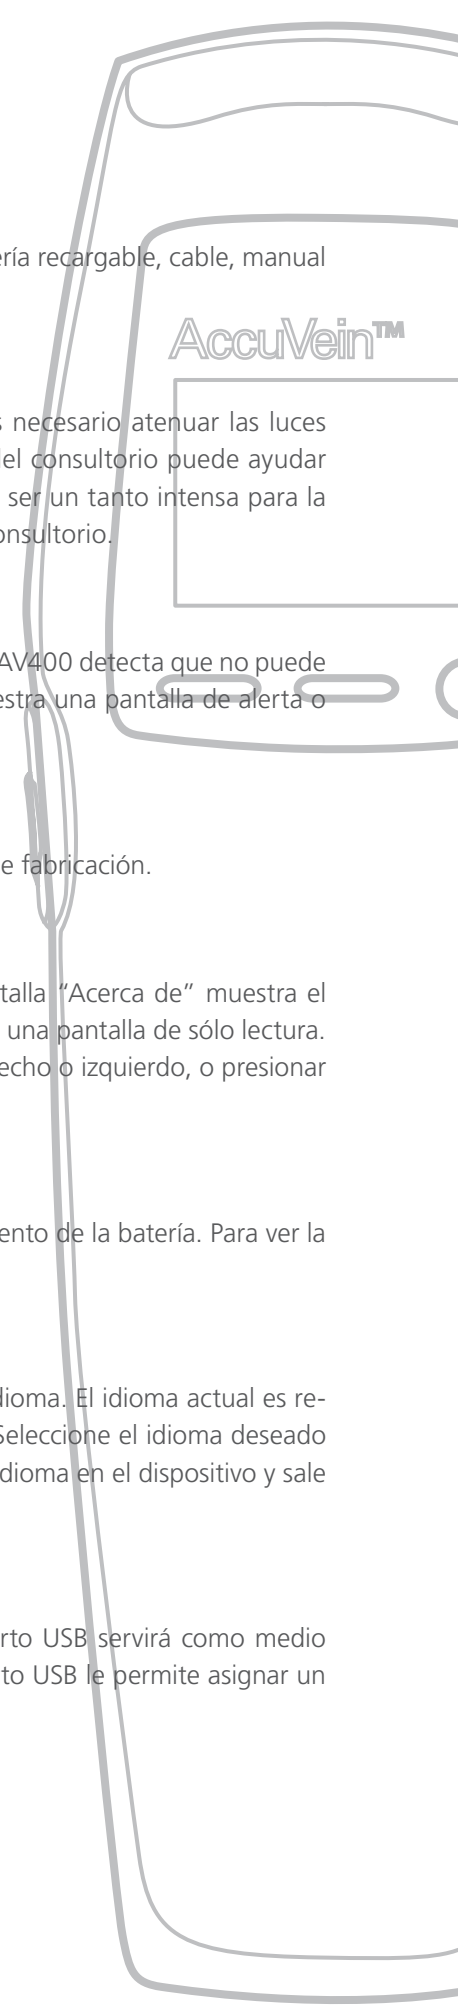 ería recargable, cable, manual
AccuVein™
necesario atenuar las luces
del consultorio puede ayudar
ser un tanto intensa para la
onsultorio.
AV400 detecta que no puede
estra una pantalla de alerta o
e fabricación.
talla “Acerca de” muestra el
una pantalla de sólo lectura.
echo o izquierdo, o presionar
ento de la batería. Para ver la
dioma. El idioma actual es re-
Seleccione el idioma deseado
dioma en el dispositivo y sale
erto USB servirá como medio
to USB le permite asignar un